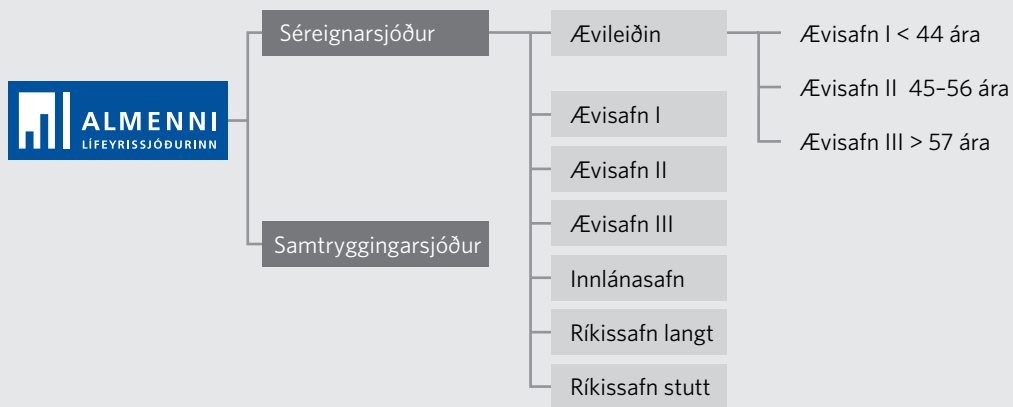 ALMENNI
LÍFEYRISSJÓÐURINN
Séreignarsjóður
Samtryggingarsjóður
Ævileiðin
Ævisafn I
Ævisafn II
Ævisafn III
Innlánasafn
Ríkissafn langt
Ríkissafn stutt
Ævisafn I < 44 ára
Ævisafn II 45–56 ára
Ævisafn III > 57 ára